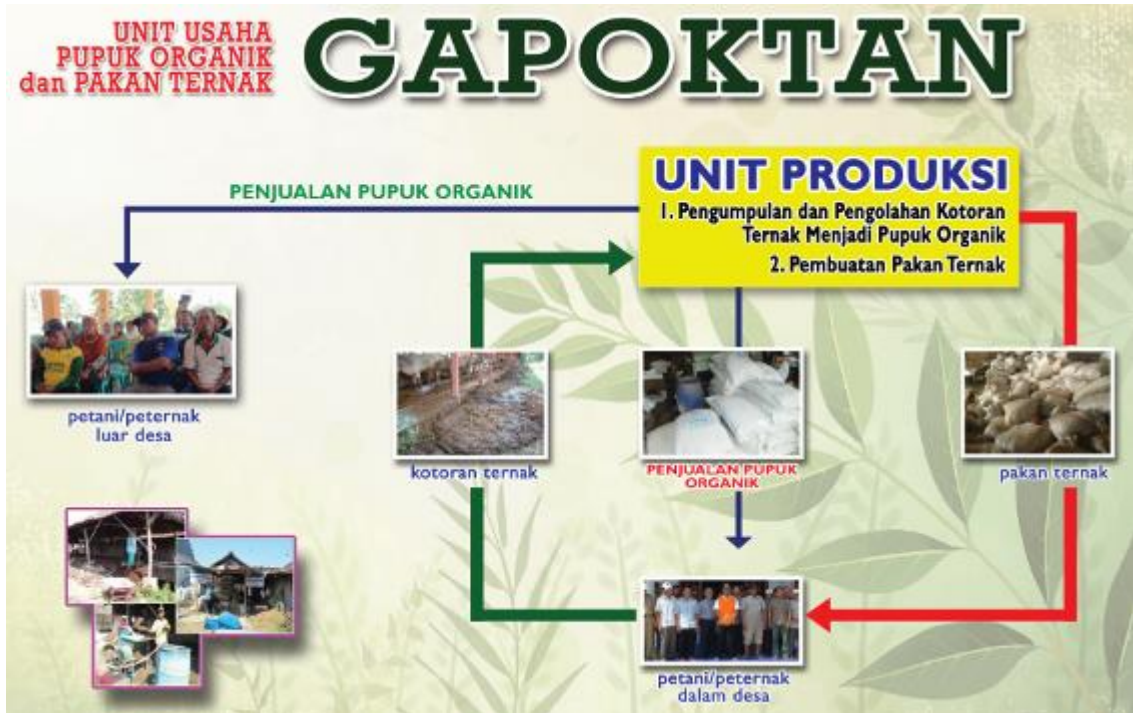 UNIT USAHA
PUPUK ORGANIK
dan PAKAN TERNAK
GAPOKTAN
UNIT PRODUKSI
1. Pengumpulan dan Pengolahan Kotoran
Ternak Menjadi Pupuk Organik
2. Pembuatan Pakan Ternak
PENJUALAN PUPUK ORGANIK
petani/peternak
luar desa
kotoran ternak
PENJUALAN PUPUK
ORGANIK
pakan ternak
petani/peternak
dalam desa